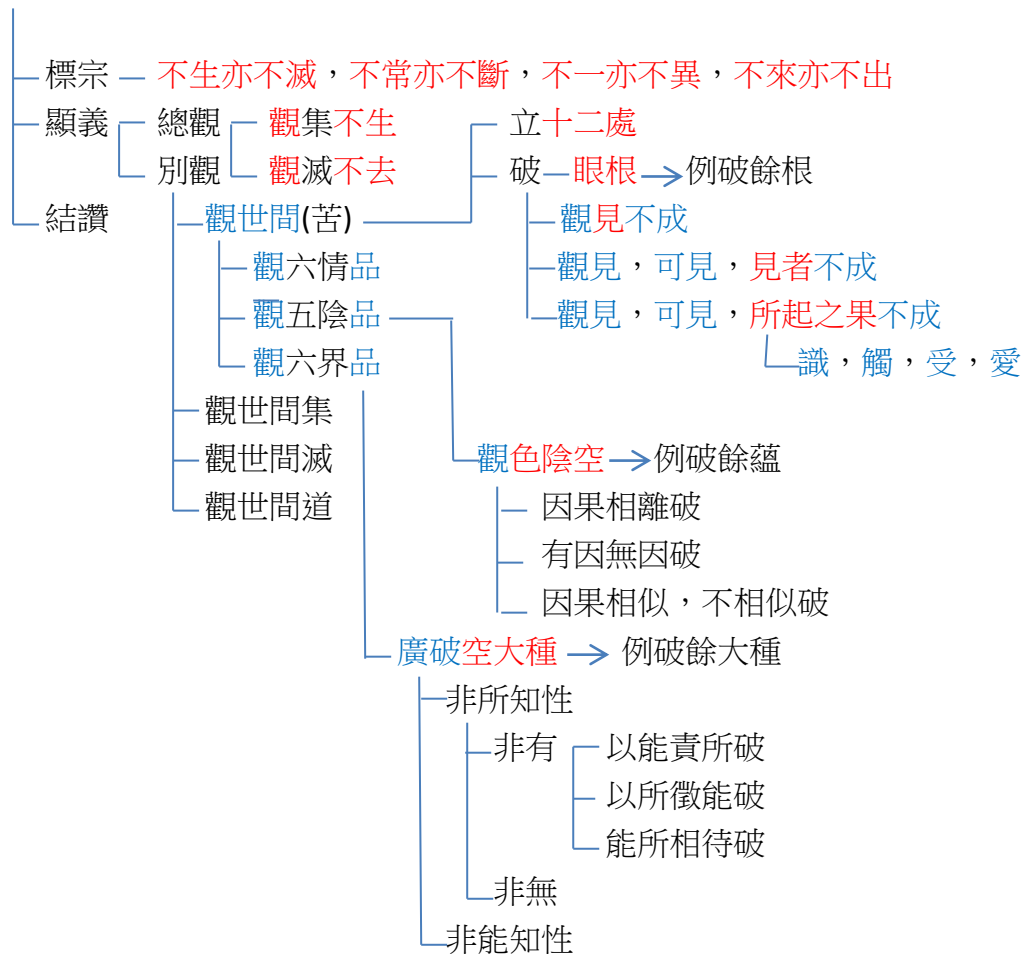 標宗 不生亦不滅，不常亦不斷，不一亦不異，不來亦不出
顯義 總觀 觀集不生 立十二處
別觀 觀滅不去 破 眼根 例破餘根
結讚 觀世間(苦) 觀見不成
觀六情品 觀見，可見，見者不成
觀五陰品 觀見，可見，所起之果不成
觀六界品 識，觸，受，愛
觀世間集
觀世間滅 觀色陰空 例破餘蘊
觀世間道 因果相離破
有因無因破
因果相似，不相似破
廣破空大種 例破餘大種
非所知性
非有 以能責所破
以所徵能破
能所相待破
非無
非能知性